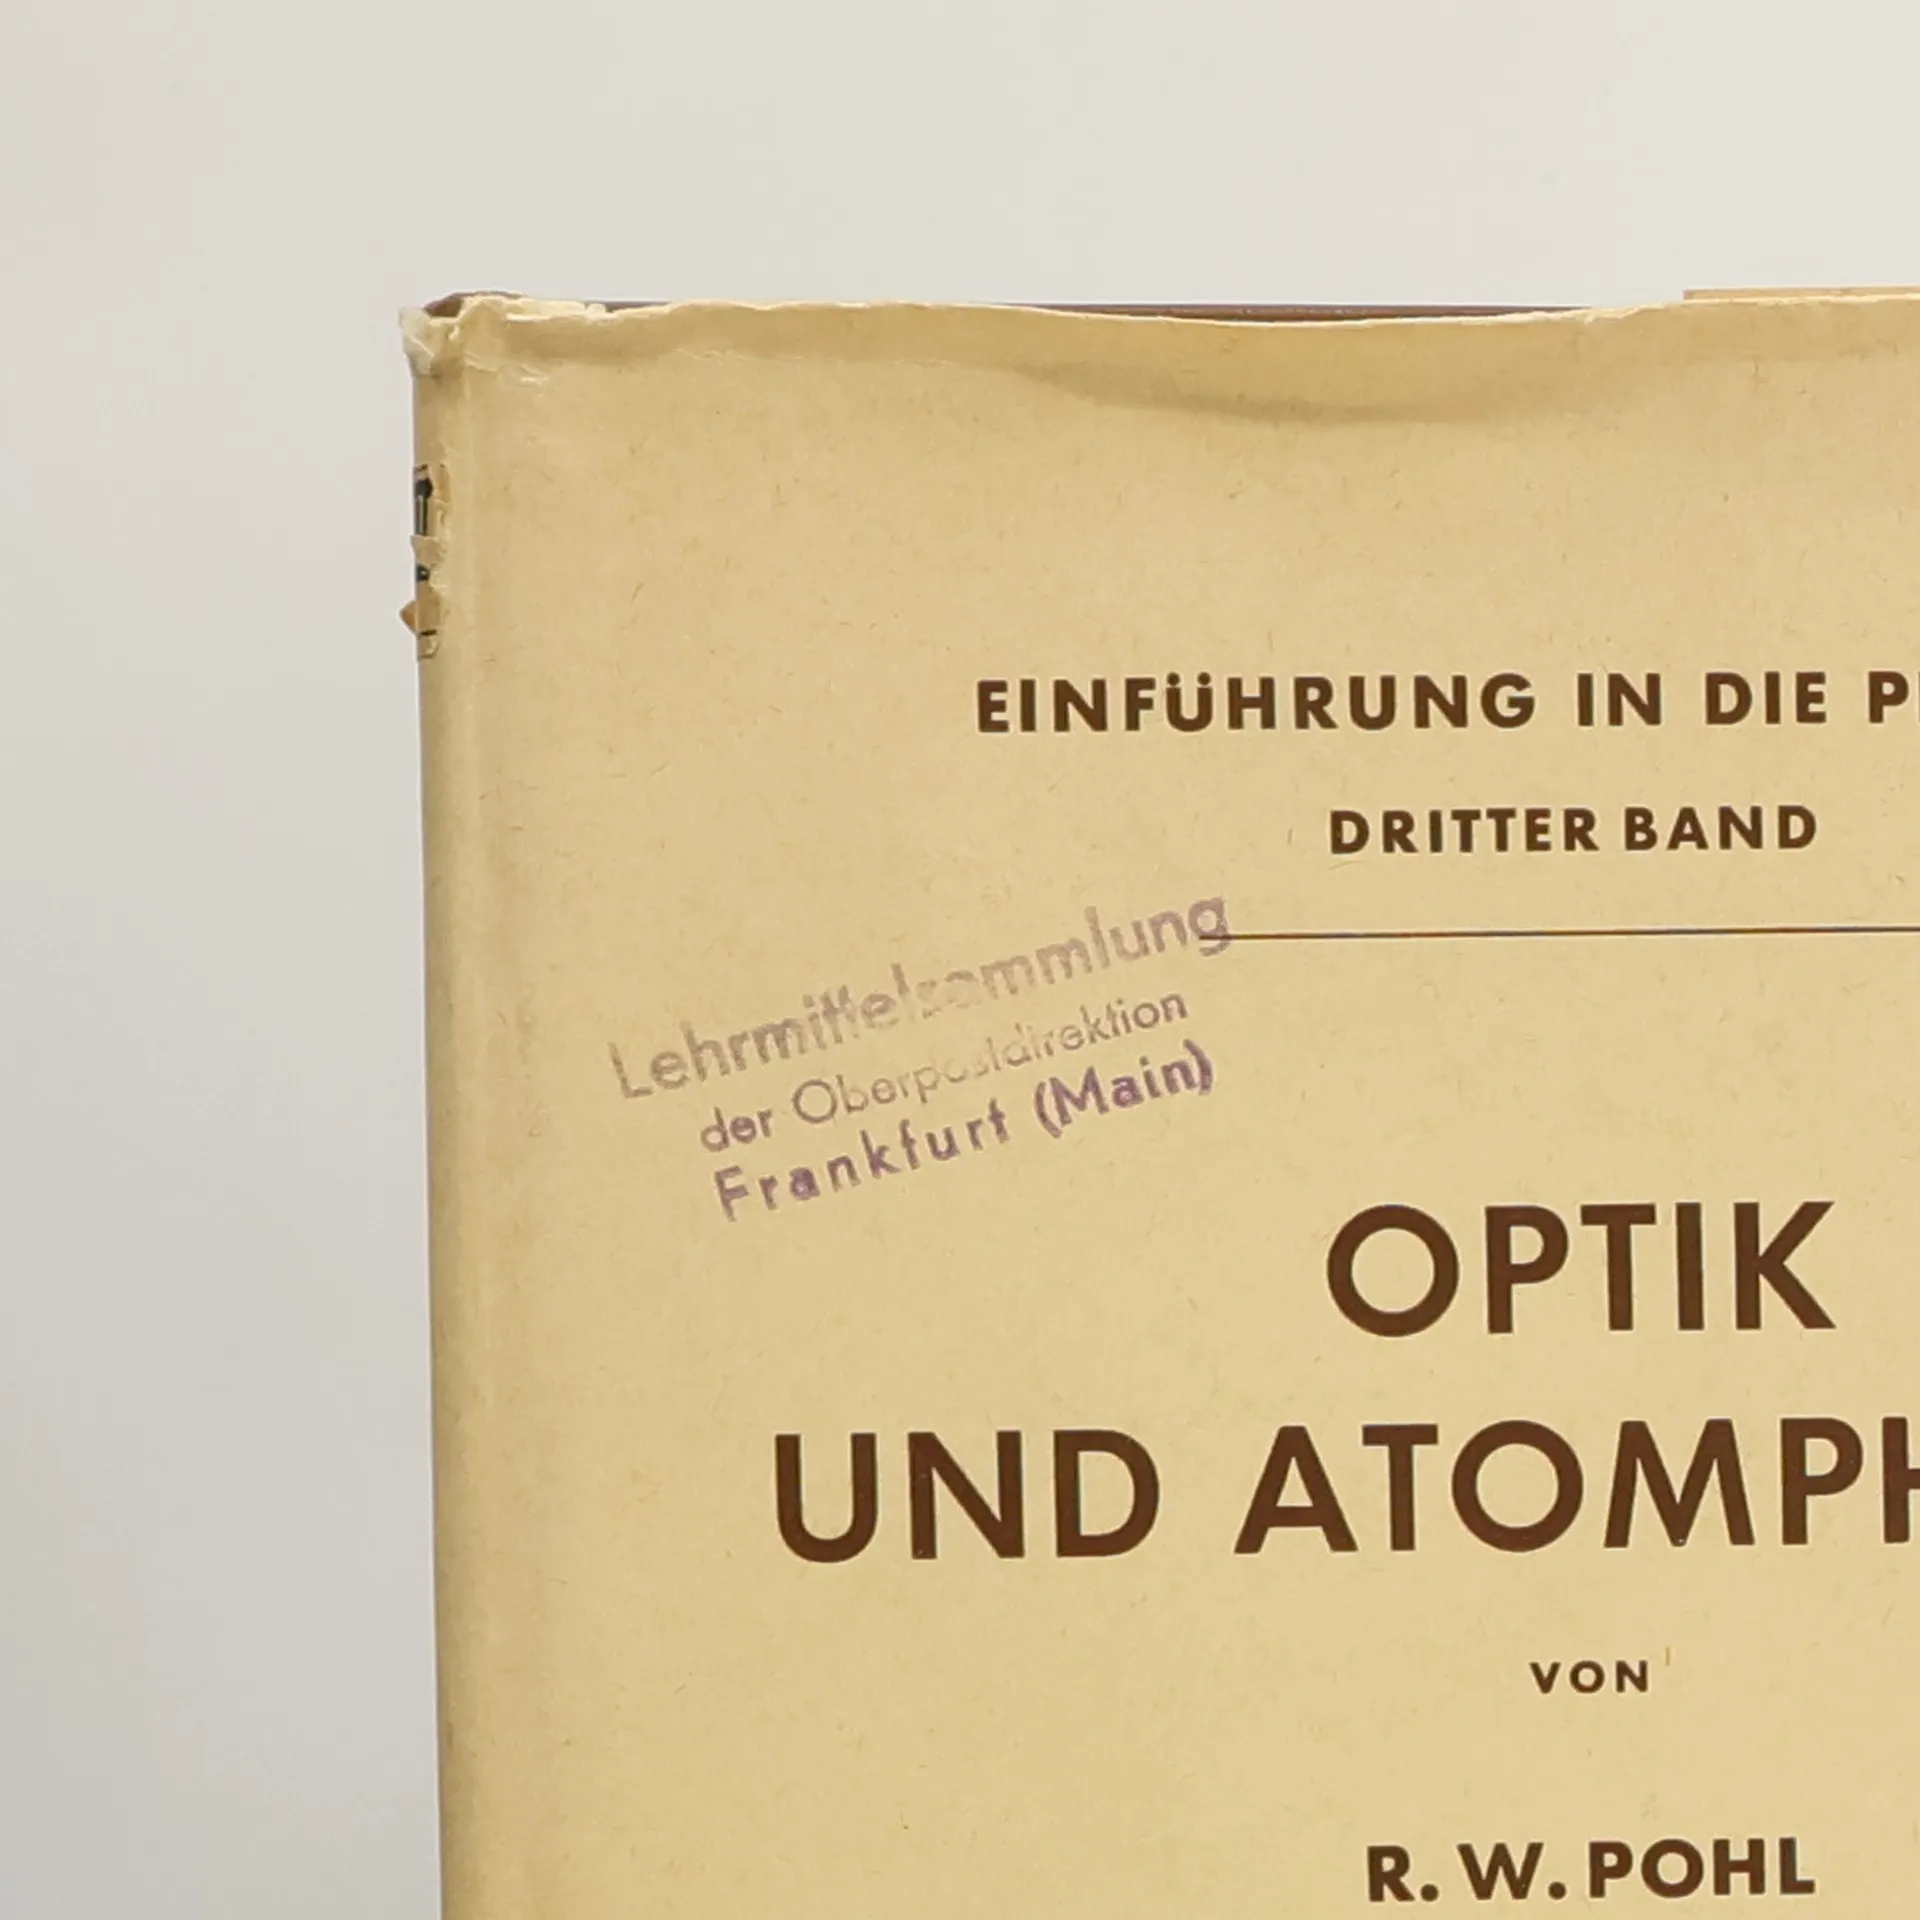 EINFÜHRUNG IN DIE
DRITTER BAND
Lehrmittelsammlung
der Oberpostdirektion
Frankfurt (Main)
OPTIK
UND ATOMPH
VON
R. W. POHL